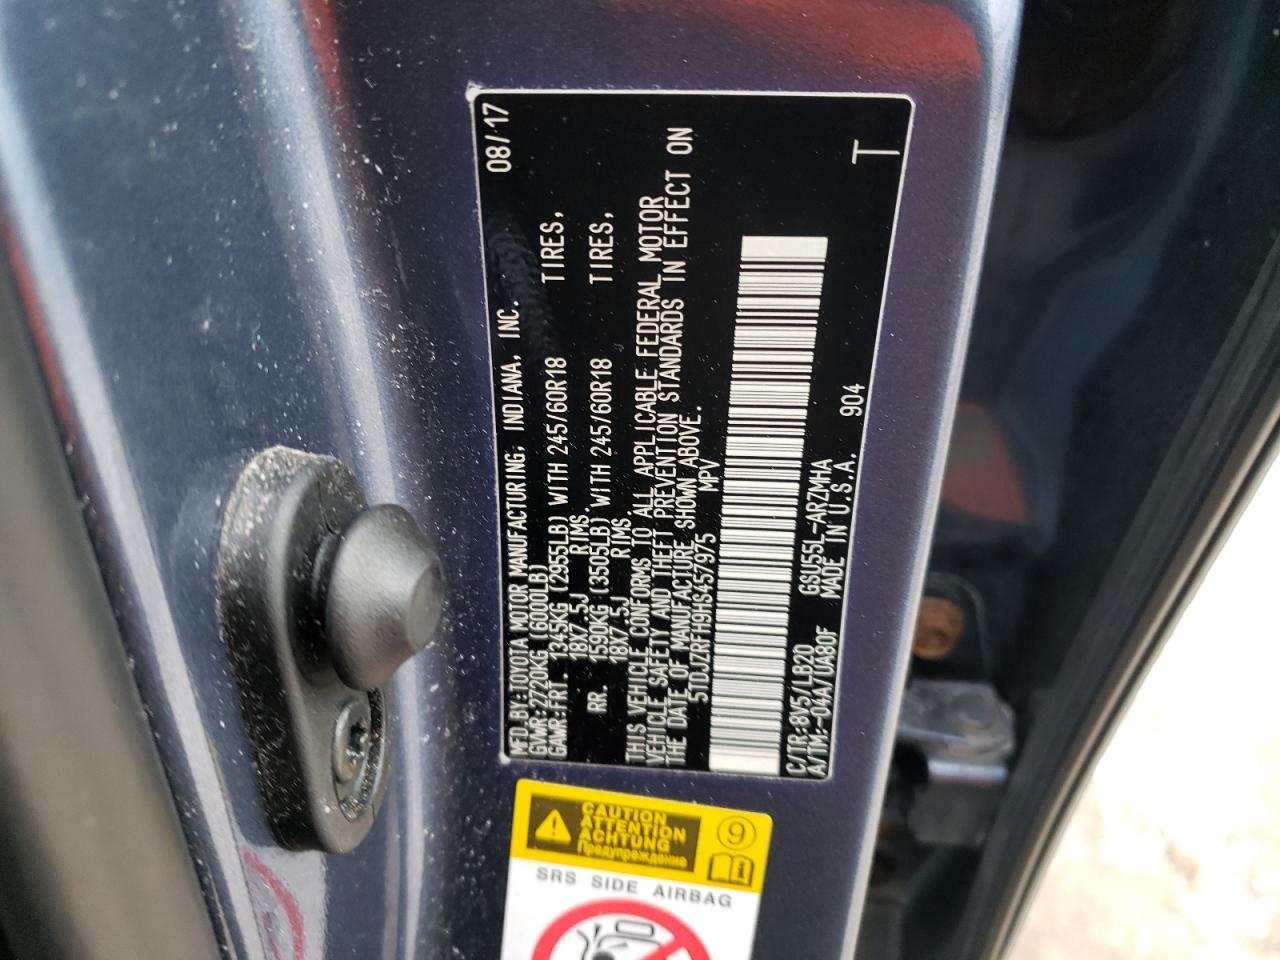 MFD BY:TOYOTA MOTOR MANUFACTURING, INDIANA, INC. 08/17
GVWR:2720KG (6000LB)
GAWR:FRT. 1345KG (2955LB) WITH 245/60R18 TIRES,
18X7.5J RIMS.
RR. 1590KG (3505LB) WITH 245/60R18 TIRES,
18X7.5J RIMS.
THIS VEHICLE CONFORMS TO ALL APPLICABLE FEDERAL MOTOR
VEHICLE SAFETY AND THEFT PREVENTION STANDARDS IN EFFECT ON
THE DATE OF MANUFACTURE SHOWN ABOVE.
5TDJZRFH9HS457975 MPV
C/TR:8V5/LB20 GSU55L-ARZMHA
A/TM:-04A/UA80F MADE IN U.S.A. 904
T
CAUTION
ATTENTION
ACHTUNG
Предупреждение
9
i
SRS SIDE AIRBAG